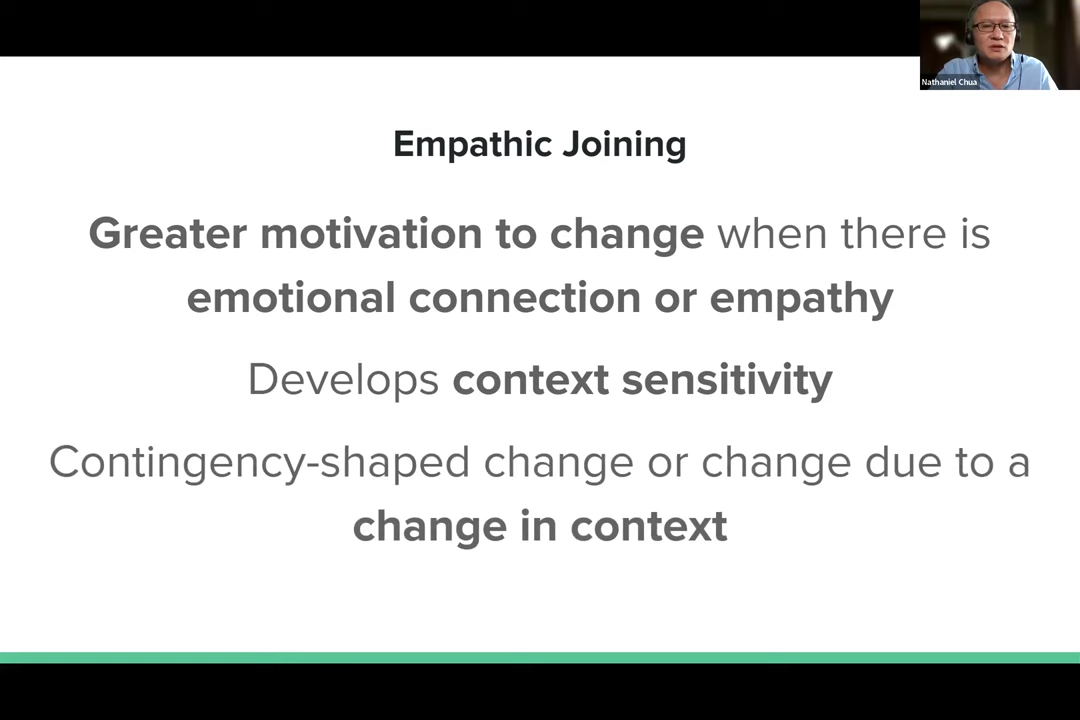 Nathaniel Chua
Empathic Joining
Greater motivation to change when there is
emotional connection or empathy
Develops context sensitivity
Contingency-shaped change or change due to a
change in context